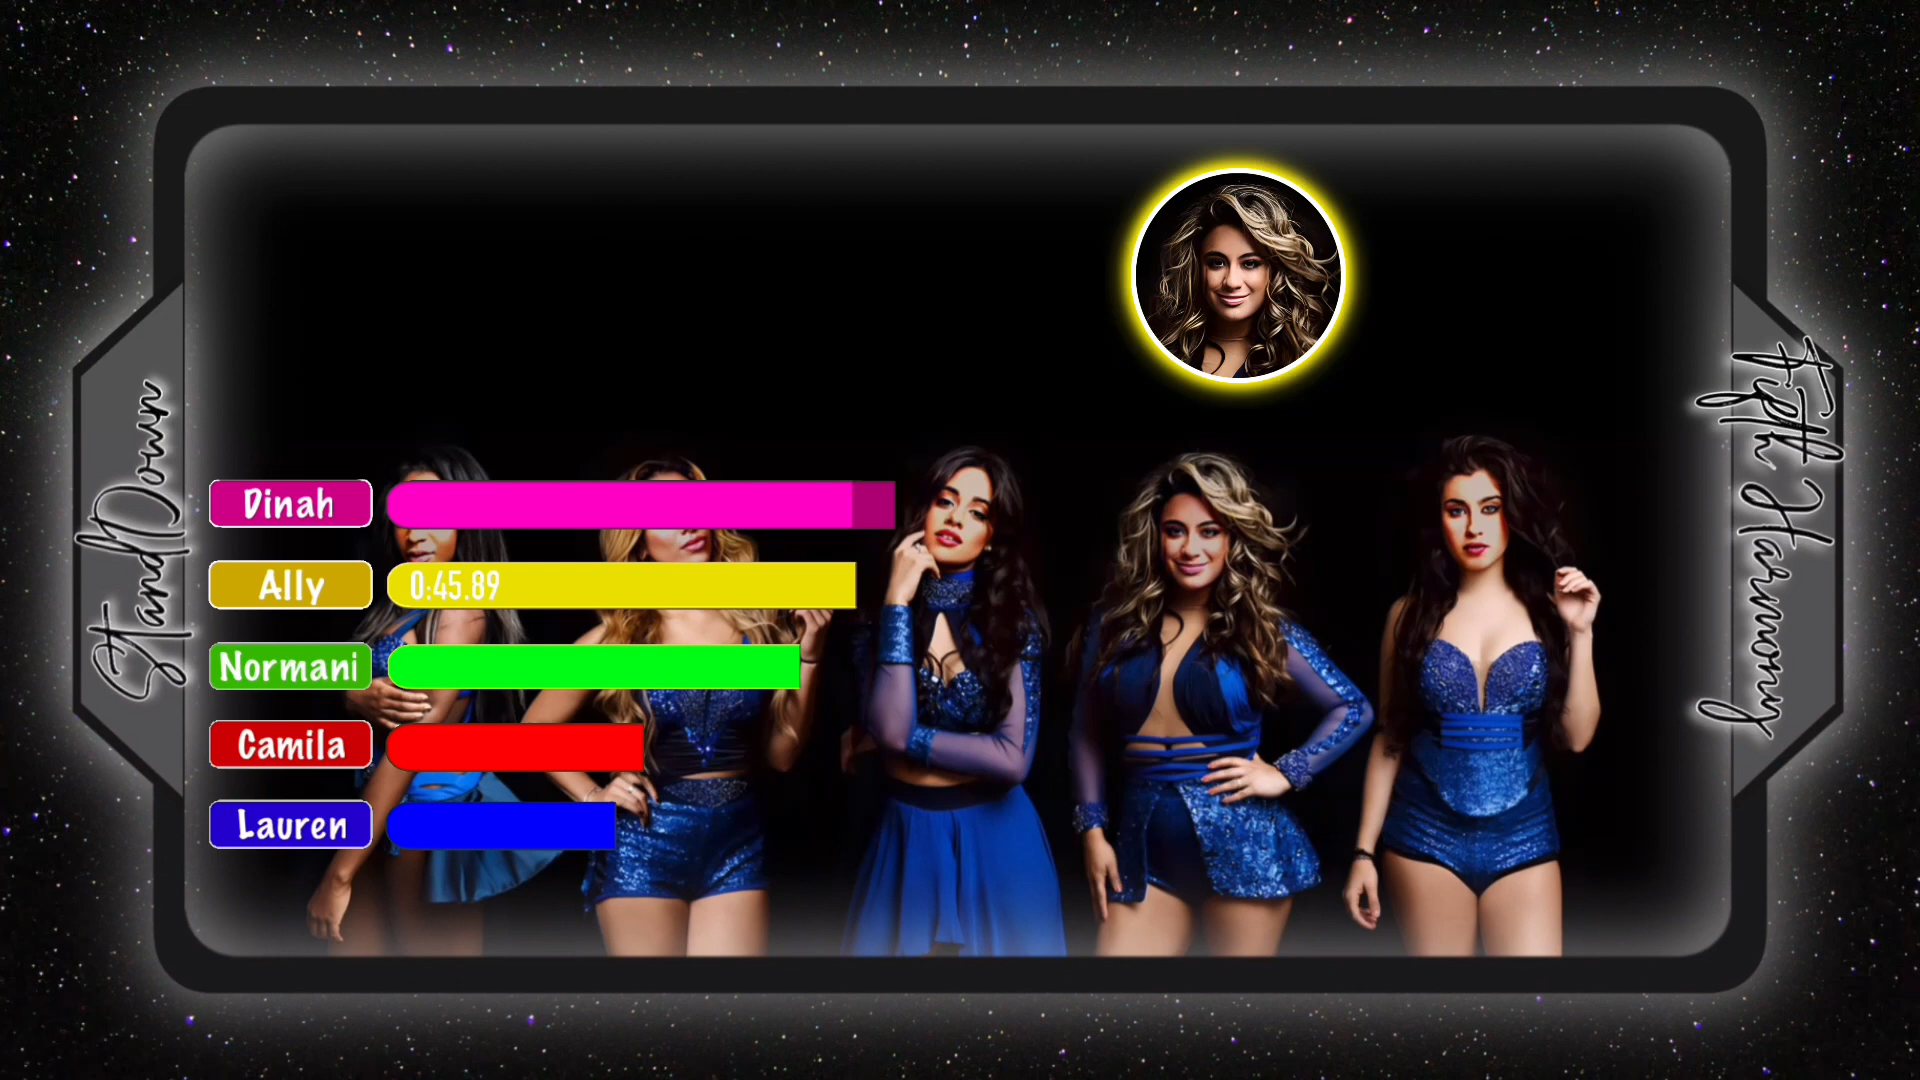 Stand Down
Dinah
Ally
0:45.89
Normani
Camila
Lauren
Fifth Harmony